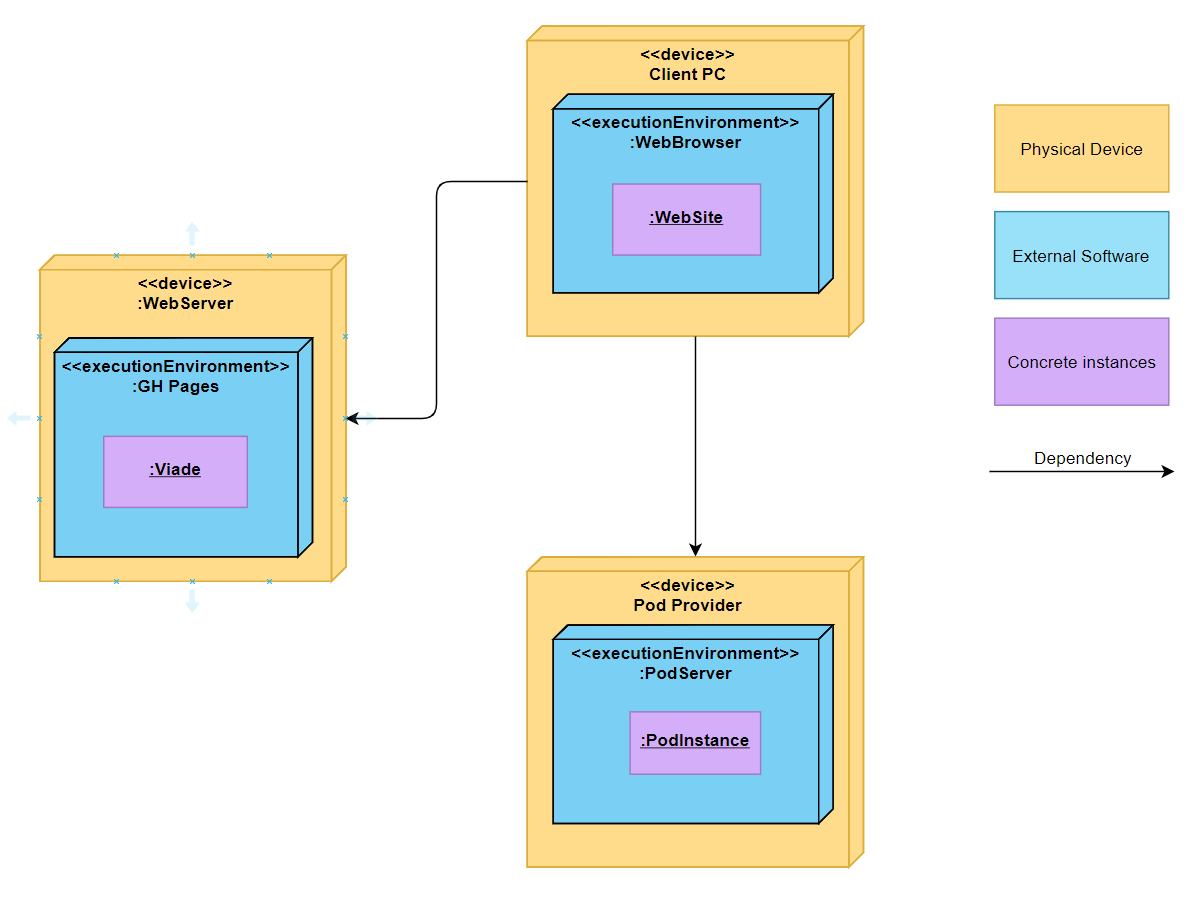 <<device>>
Client PC
<<executionEnvironment>>
:WebBrowser
:WebSite
<<device>>
:WebServer
<<executionEnvironment>>
:GH Pages
:Viade
<<device>>
Pod Provider
<<executionEnvironment>>
:PodServer
:PodInstance
Physical Device
External Software
Concrete instances
Dependency